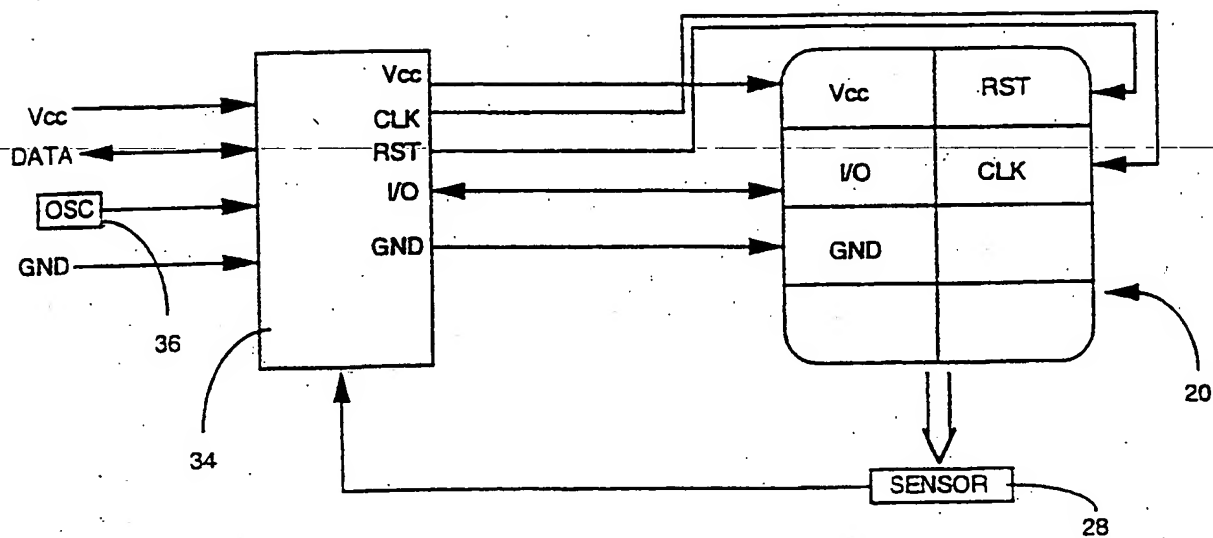 Vcc
DATA
OSC
GND
36
34
Vcc
CLK
RST
I/O
GND
Vcc
RST
I/O
CLK
GND
20
SENSOR
28